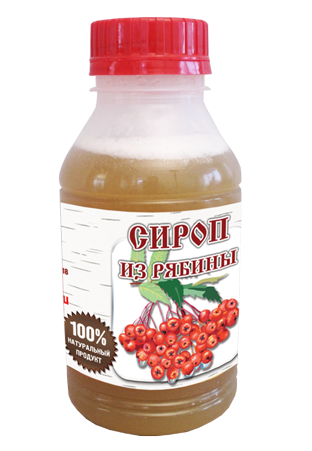 СИРОП
ИЗ РЯБИНЫ
100%
НАТУРАЛЬНЫЙ
ПРОДУКТ